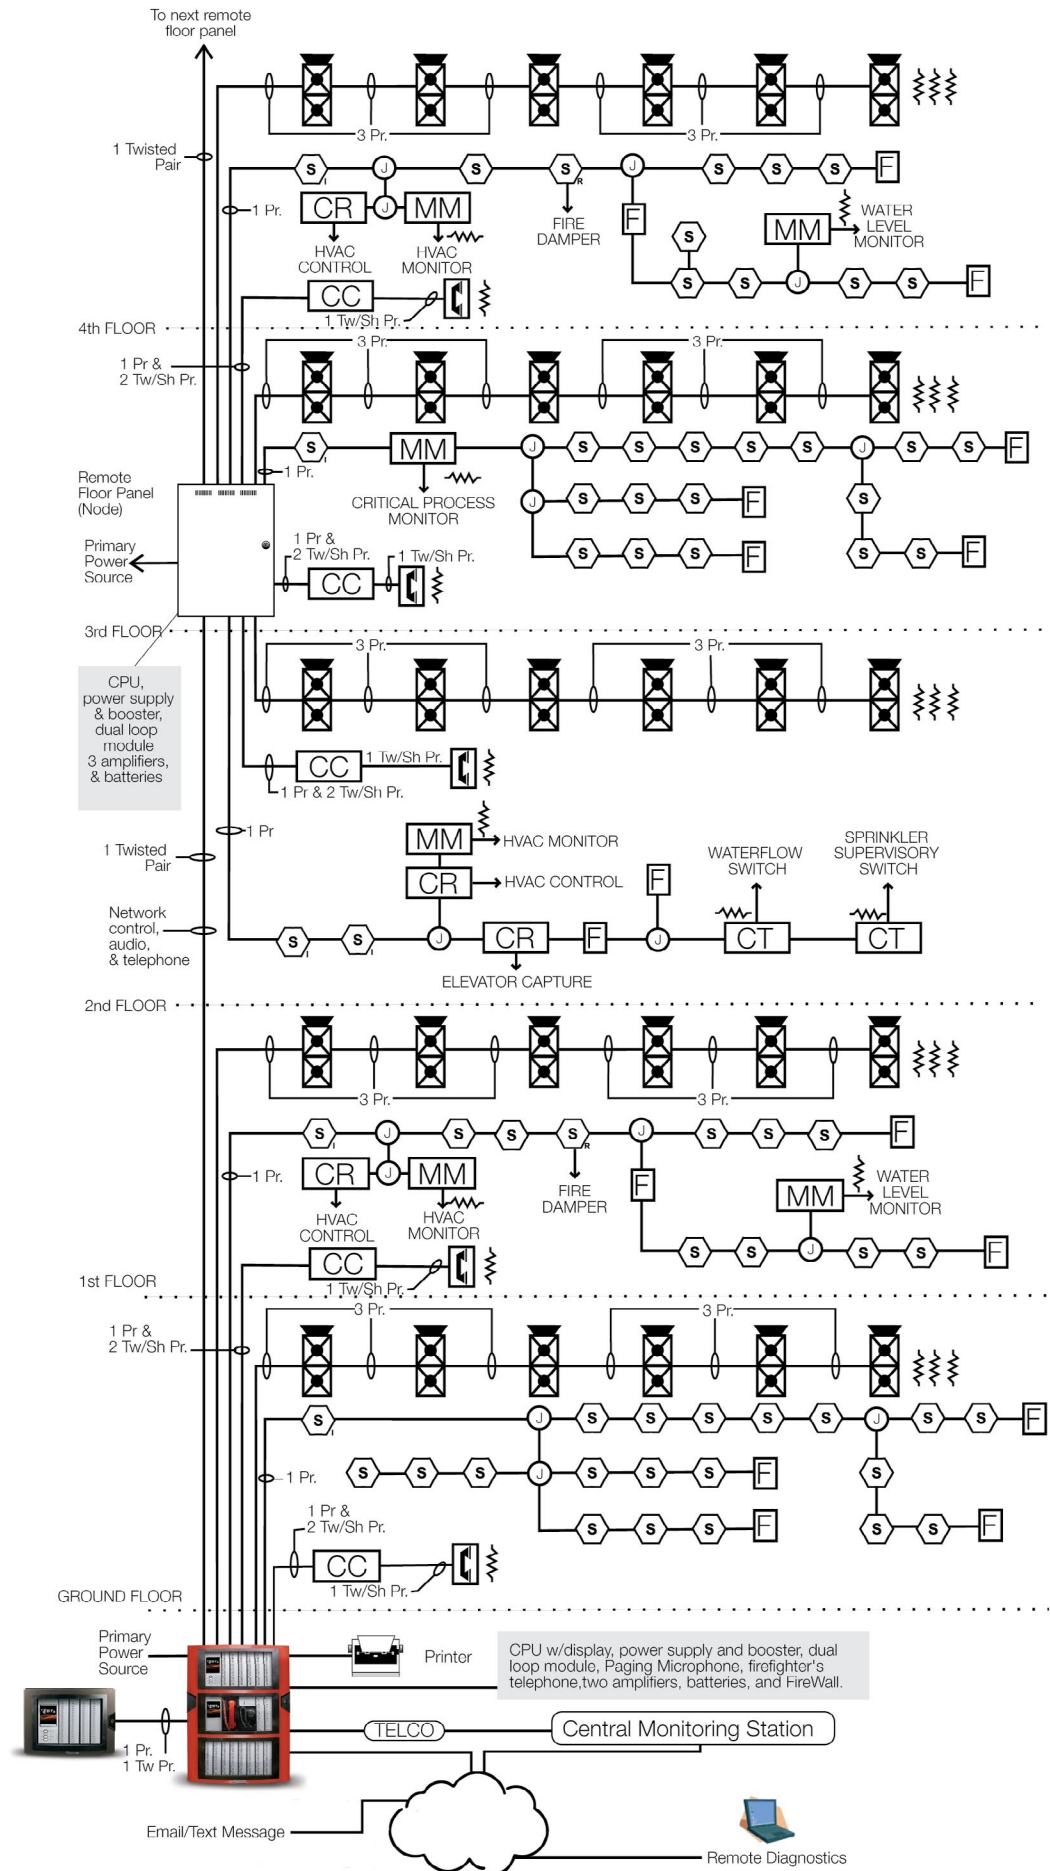 To next remote
floor panel
3 Pr.
3 Pr.
1 Twisted
Pair
S
I
J
S
S
R
J
S
S
S
F
1 Pr.
CR
J
MM
F
S
MM
WATER
LEVEL
MONITOR
FIRE
DAMPER
HVAC
CONTROL
HVAC
MONITOR
S
S
J
S
S
F
CC
1 Tw/Sh Pr.
4th FLOOR
3 Pr.
3 Pr.
1 Pr &
2 Tw/Sh Pr.
S
I
MM
J
S
S
S
S
S
J
S
S
F
1 Pr.
Remote
Floor Panel
(Node)
CRITICAL PROCESS
MONITOR
J
S
S
S
F
S
Primary
Power
Source
1 Pr &
2 Tw/Sh Pr.
1 Tw/Sh Pr.
CC
S
S
S
F
S
S
F
3rd FLOOR
3 Pr.
3 Pr.
CPU,
power supply
& booster,
dual loop
module
3 amplifiers,
& batteries
CC
1 Tw/Sh Pr.
1 Pr & 2 Tw/Sh Pr.
1 Pr
1 Twisted
Pair
MM
HVAC MONITOR
CR
HVAC CONTROL
F
WATERFLOW
SWITCH
SPRINKLER
SUPERVISORY
SWITCH
Network
control,
audio,
& telephone
S
I
S
I
J
CR
F
J
CT
CT
ELEVATOR CAPTURE
2nd FLOOR
3 Pr.
3 Pr.
S
I
J
S
S
S
R
J
S
S
S
F
1 Pr.
CR
J
MM
F
MM
WATER
LEVEL
MONITOR
FIRE
DAMPER
HVAC
CONTROL
HVAC
MONITOR
S
S
J
S
S
F
CC
1 Tw/Sh Pr.
1st FLOOR
3 Pr.
3 Pr.
1 Pr &
2 Tw/Sh Pr.
S
I
J
S
S
S
S
S
J
S
S
F
1 Pr.
S
S
S
J
S
S
S
F
S
1 Pr &
2 Tw/Sh Pr.
S
S
S
F
S
S
F
CC
1 Tw/Sh Pr.
GROUND FLOOR
Primary
Power
Source
Printer
CPU w/display, power supply and booster, dual
loop module, Paging Microphone, firefighter's
telephone,two amplifiers, batteries, and FireWall.
1 Pr.
1 Tw Pr.
TELCO
Central Monitoring Station
Email/Text Message
Remote Diagnostics